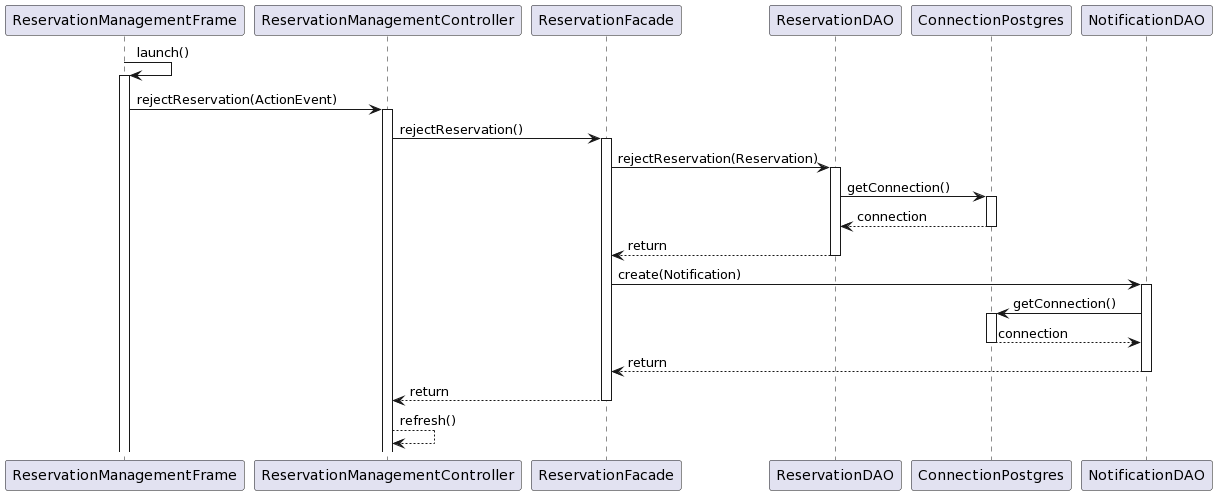 ReservationManagementFrame
ReservationManagementController
ReservationFacade
ReservationDAO
ConnectionPostgres
NotificationDAO
launch()
rejectReservation(ActionEvent)
rejectReservation()
rejectReservation(Reservation)
getConnection()
connection
return
create(Notification)
getConnection()
connection
return
return
refresh()
ReservationManagementFrame
ReservationManagementController
ReservationFacade
ReservationDAO
ConnectionPostgres
NotificationDAO